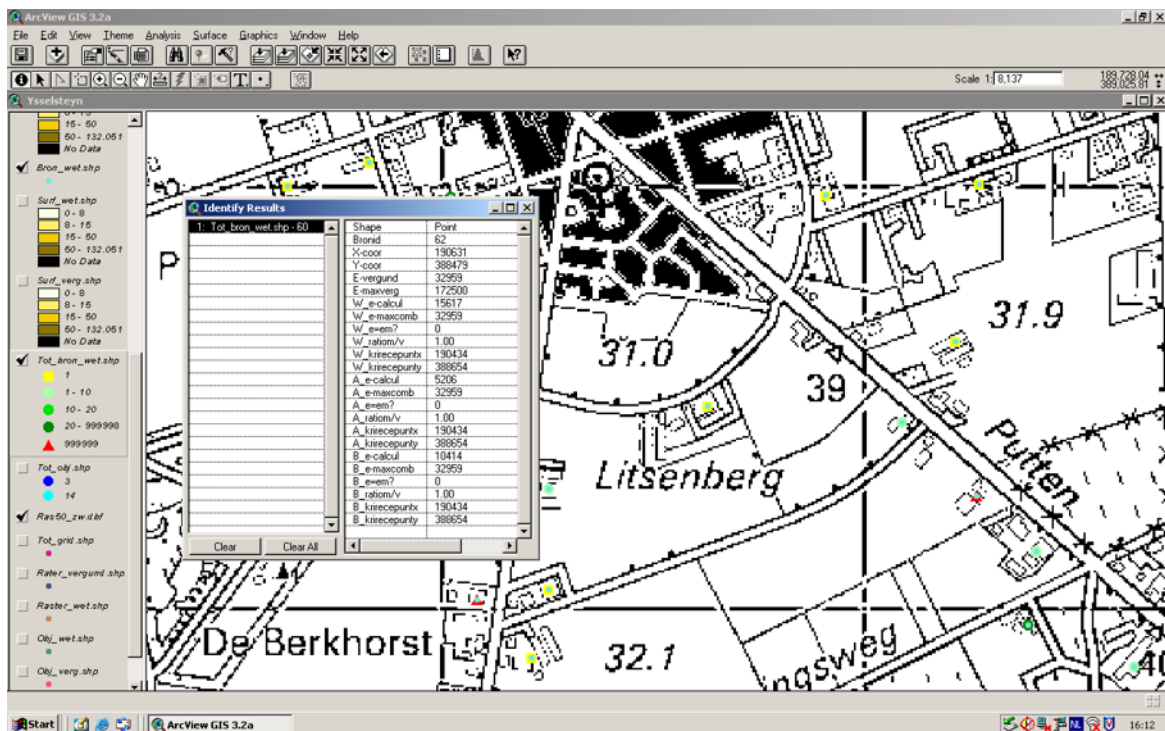 ArcView GIS 3.2a
File Edit View Theme Analysis Surface Graphics Window Help
Scale 1: 8,137
189,728.04
389,025.81
Ysselsteyn
15 - 50
50 - 132.051
No Data
Bron_wet.shp
Surf_wet.shp
0 - 8
8 - 15
15 - 50
50 - 132.051
No Data
Surf_verg.shp
0 - 8
8 - 15
15 - 50
50 - 132.051
No Data
Tot_bron_wet.shp
1
1 - 10
10 - 20
20 - 999998
999999
Tot_obj.shp
3
14
Ras50_zw.dbf
Tot_grid.shp
Rater_vergund.shp
Raster_wet.shp
Obj_wet.shp
Obj_verg.shp
Identify Results
1: Tot_bron_wet.shp - 60
Shape Point
Bronid 62
X-coor 190631
Y-coor 388479
E-vergund 32959
E-maxverg 172500
W_e-calcul 15617
W_e-maxcomb 32959
W_e=em? 0
W_ratiom/v 1.00
W_krirecepuntx 190434
W_krirecepunty 388654
A_e-calcul 5206
A_e-maxcomb 32959
A_e=em? 0
A_ratiom/v 1.00
A_krirecepuntx 190434
A_krirecepunty 388654
B_e-calcul 10414
B_e-maxcomb 32959
B_e=em? 0
B_ratiom/v 1.00
B_krirecepuntx 190434
B_krirecepunty 388654
Clear Clear All
P
31.0
31.9
39
Litsenberg
Putten
De Berkhorst
32.1
ngsweg
40
Start
ArcView GIS 3.2a
NL
16:12